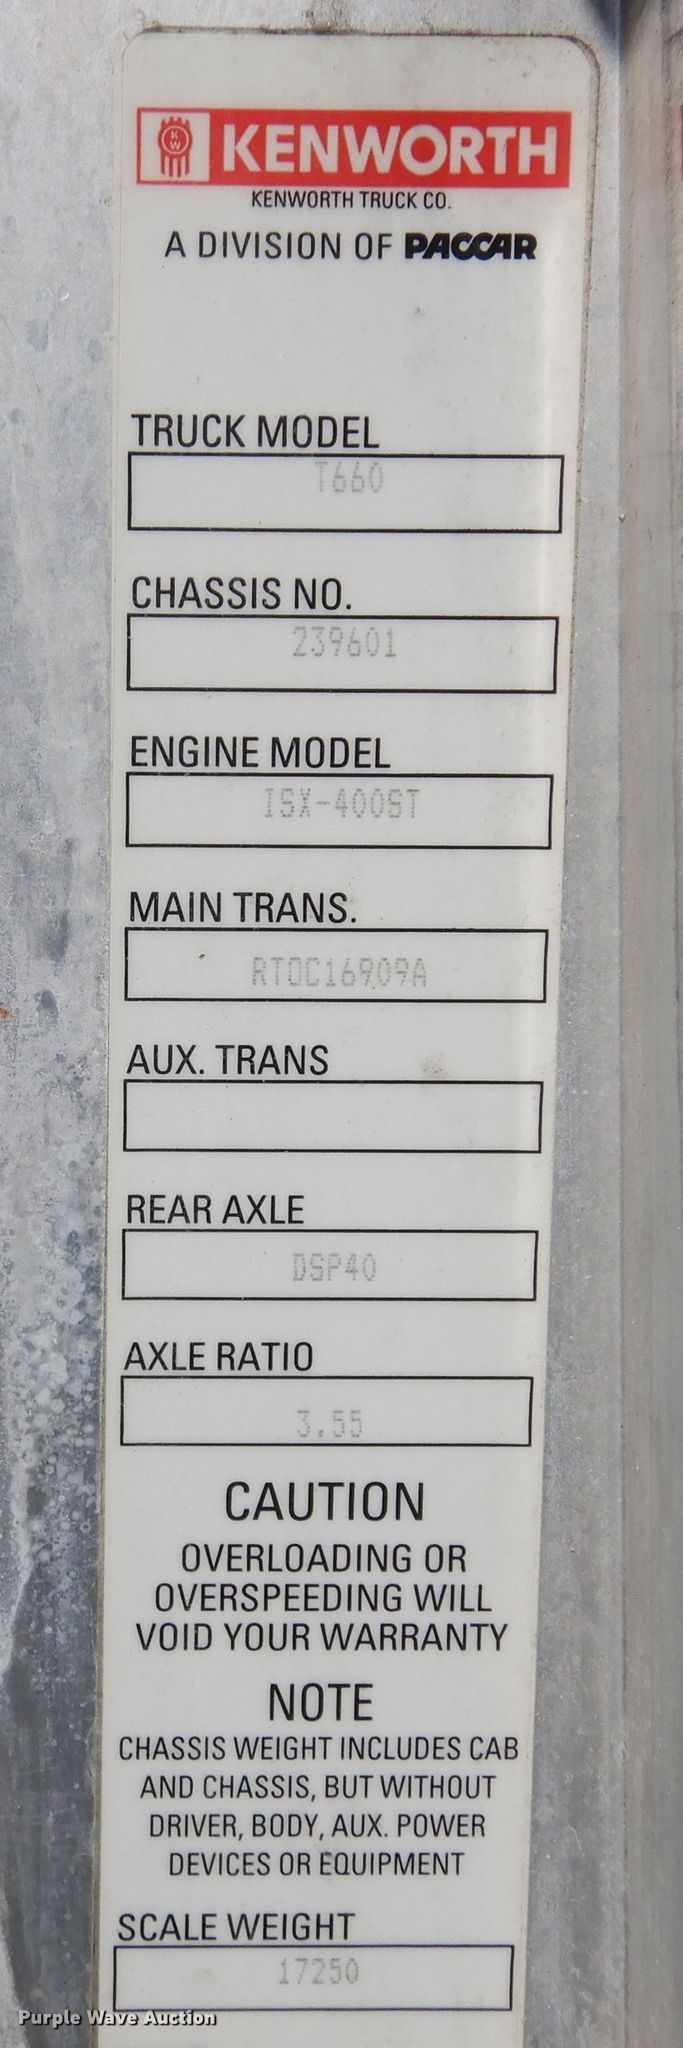 KW
KENWORTH
KENWORTH TRUCK CO.
A DIVISION OF PACCAR
TRUCK MODEL
T660
CHASSIS NO.
239601
ENGINE MODEL
ISX-400ST
MAIN TRANS.
RTOC16909A
AUX. TRANS
REAR AXLE
DSP40
AXLE RATIO
3.55
CAUTION
OVERLOADING OR
OVERSPEEDING WILL
VOID YOUR WARRANTY
NOTE
CHASSIS WEIGHT INCLUDES CAB
AND CHASSIS, BUT WITHOUT
DRIVER, BODY, AUX. POWER
DEVICES OR EQUIPMENT
SCALE WEIGHT
17250
Purple Wave Auction